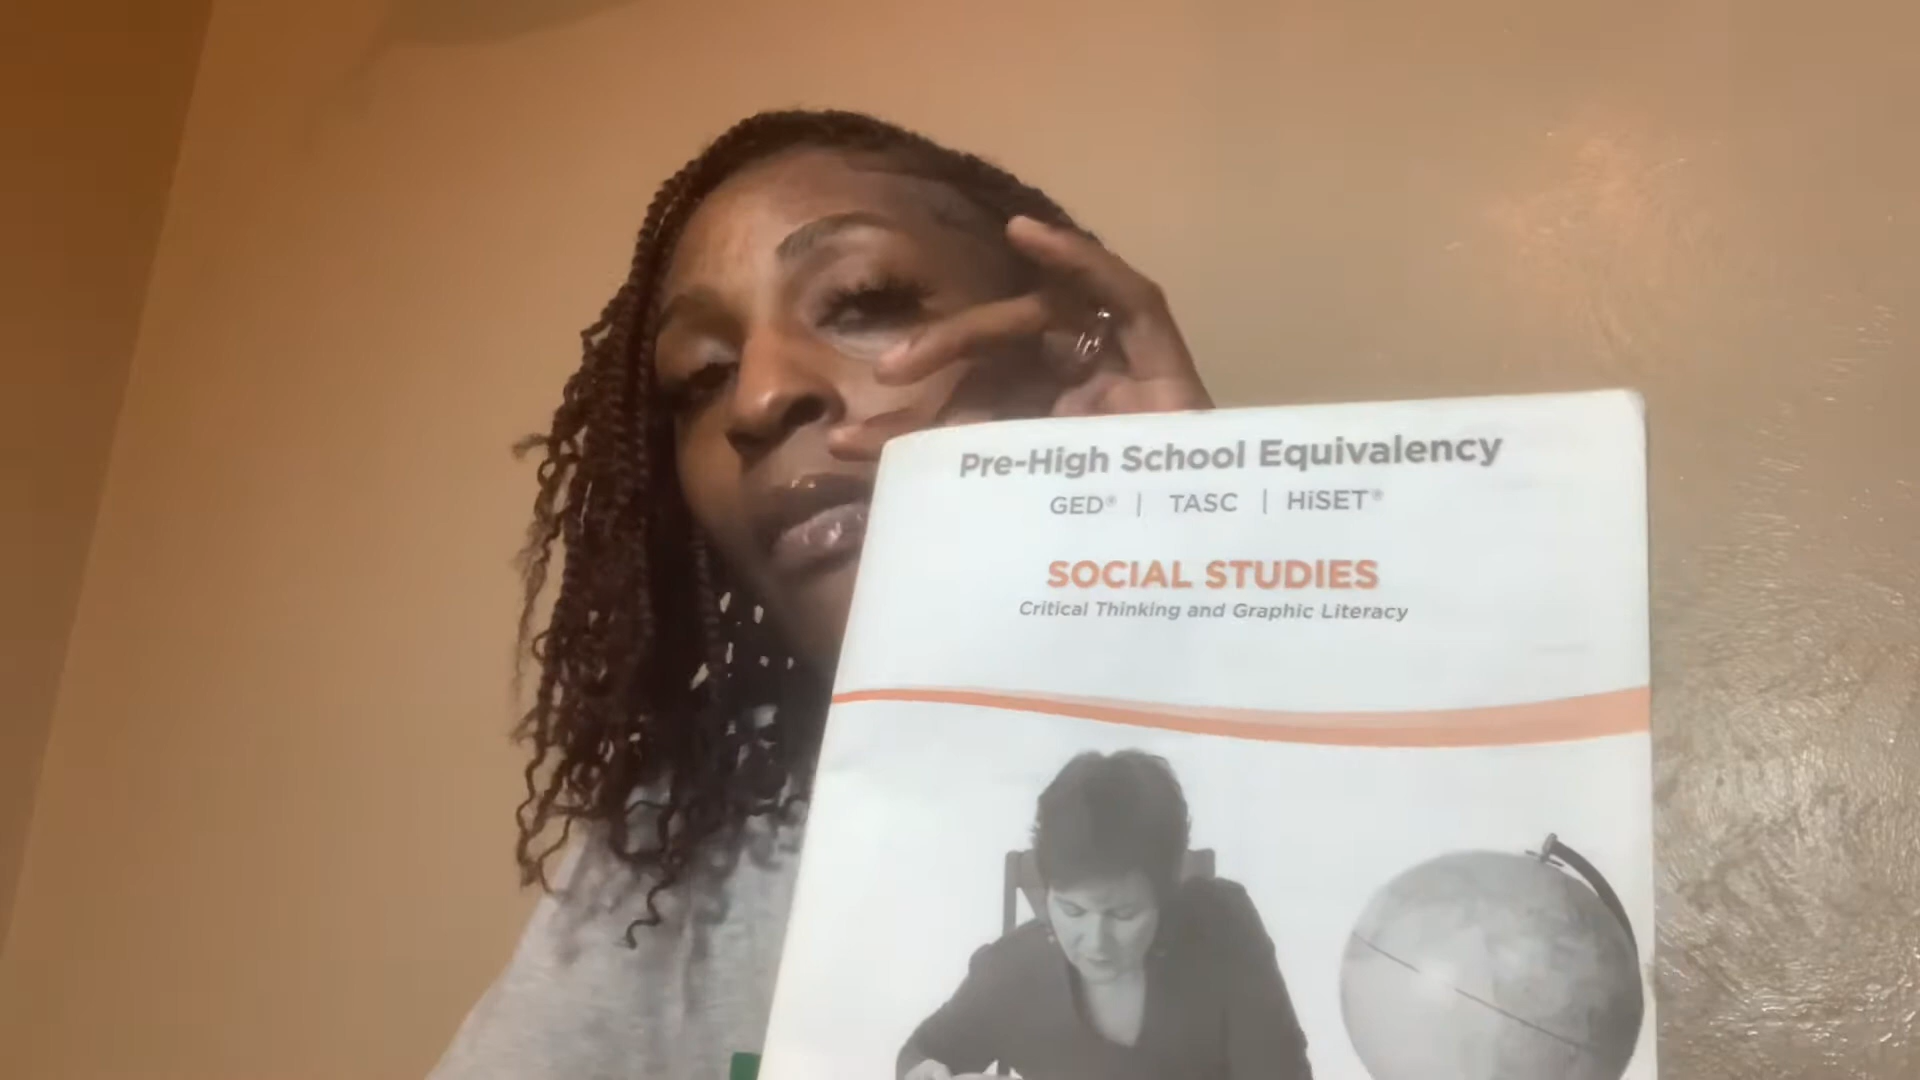 Pre-High School Equivalency
GED® | TASC | HiSET®
SOCIAL STUDIES
Critical Thinking and Graphic Literacy